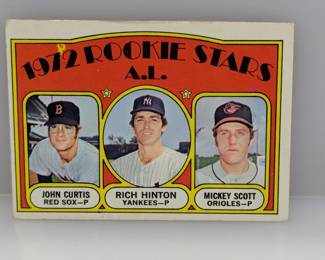 1972 ROOKIE STARS
A.L.
JOHN CURTIS
RED SOX–P
RICH HINTON
YANKEES–P
MICKEY SCOTT
ORIOLES–P